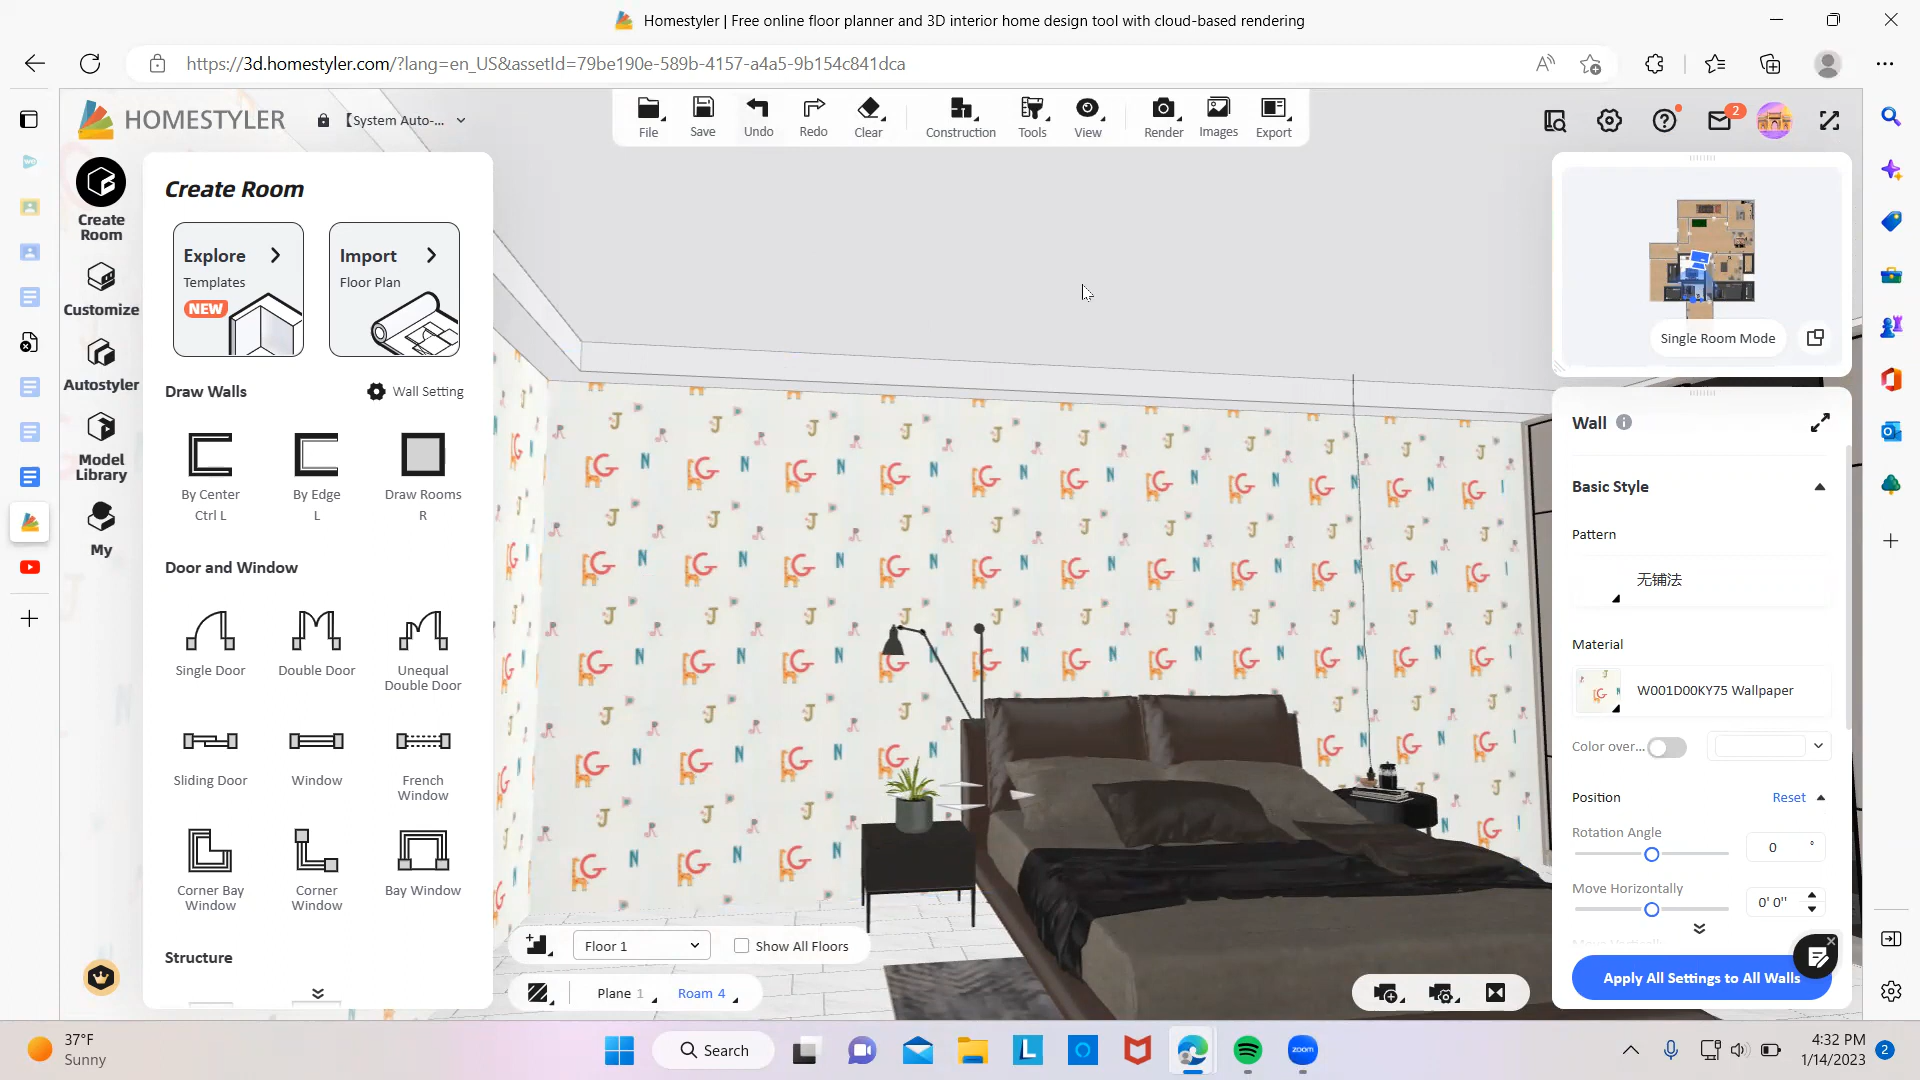 Homestyler | Free online floor planner and 3D interior home design tool with cloud-based rendering
https://3d.homestyler.com/?lang=en_US&assetId=79be190e-589b-4157-a4a5-9b154c841dca
HOMESTYLER
【System Auto-...
File
Save
Undo
Redo
Clear
Construction
Tools
View
Render
Images
Export
2
Create
Room
Customize
Autostyler
Model
Library
My
Create Room
Explore
Templates
NEW
Import
Floor Plan
Draw Walls
Wall Setting
By Center
Ctrl L
By Edge
L
Draw Rooms
R
Door and Window
Single Door
Double Door
Unequal
Double Door
Sliding Door
Window
French
Window
Corner Bay
Window
Corner
Window
Bay Window
Structure
Floor 1
Show All Floors
Plane 1
Roam 4
Single Room Mode
Wall
Basic Style
Pattern
无铺法
Material
W001D00KY75 Wallpaper
Color over...
Position
Reset
Rotation Angle
0 °
Move Horizontally
0' 0''
Apply All Settings to All Walls
37°F
Sunny
Search
zoom
4:32 PM
1/14/2023
2